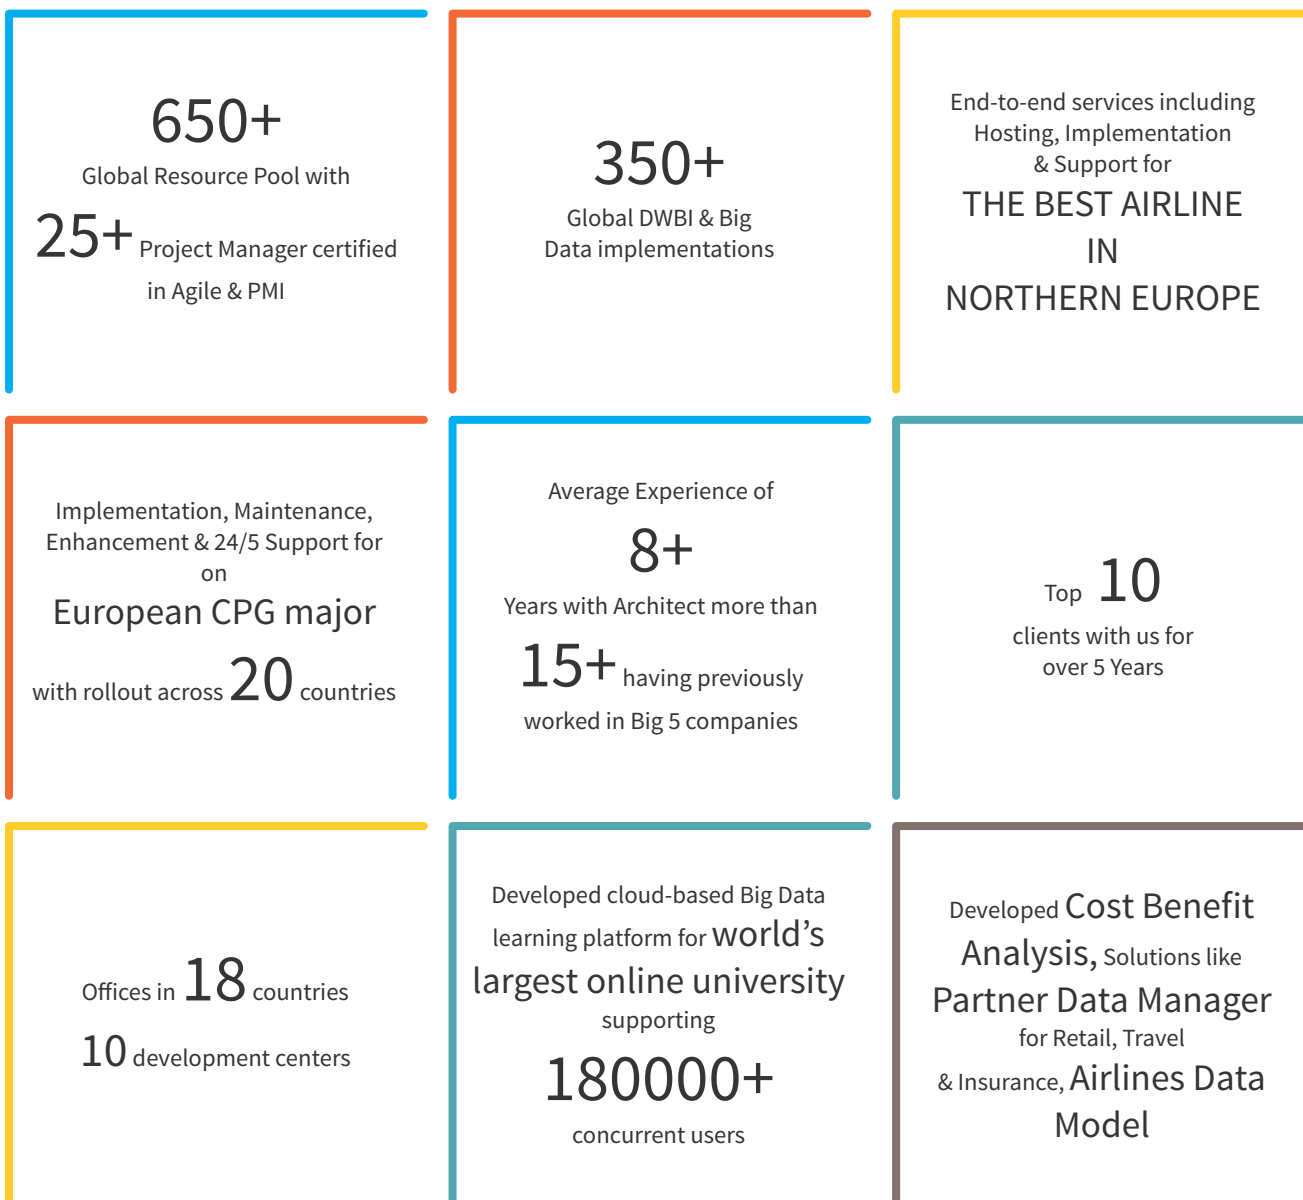 650+
Global Resource Pool with
25+ Project Manager certified
in Agile & PMI
350+
Global DWBI & Big
Data implementations
End-to-end services including
Hosting, Implementation
& Support for
THE BEST AIRLINE
IN
NORTHERN EUROPE
Implementation, Maintenance,
Enhancement & 24/5 Support for
on
European CPG major
with rollout across 20 countries
Average Experience of
8+
Years with Architect more than
15+ having previously
worked in Big 5 companies
Top 10
clients with us for
over 5 Years
Offices in 18 countries
10 development centers
Developed cloud-based Big Data
learning platform for world’s
largest online university
supporting
180000+
concurrent users
Developed Cost Benefit
Analysis, Solutions like
Partner Data Manager
for Retail, Travel
& Insurance, Airlines Data
Model